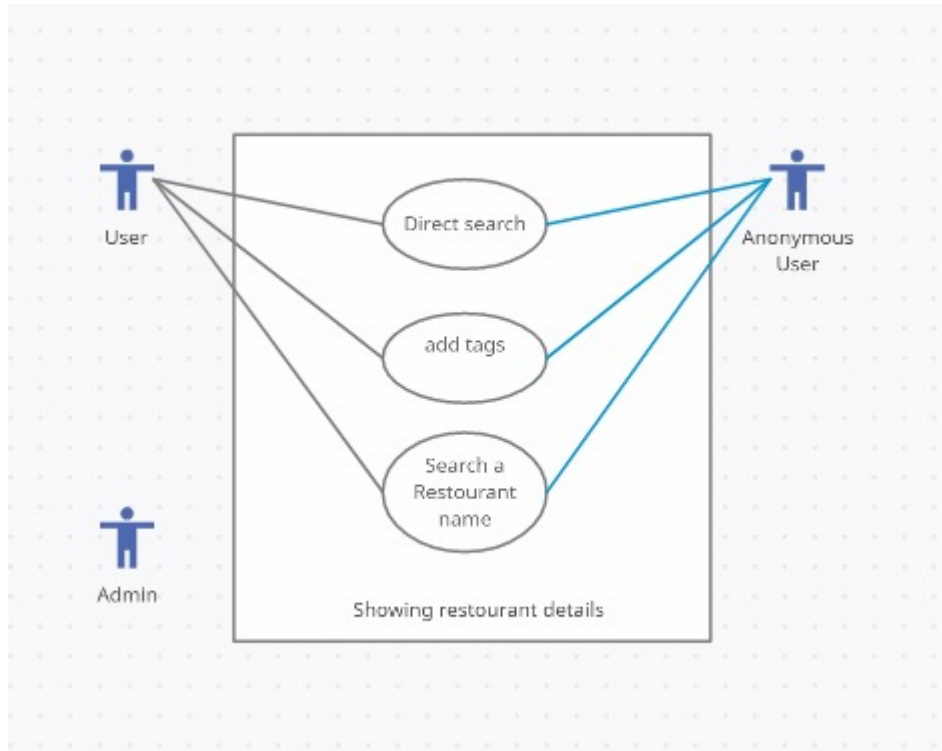 User
Direct search
Anonymous
User
add tags
Search a
Restourant
name
Admin
Showing restourant details